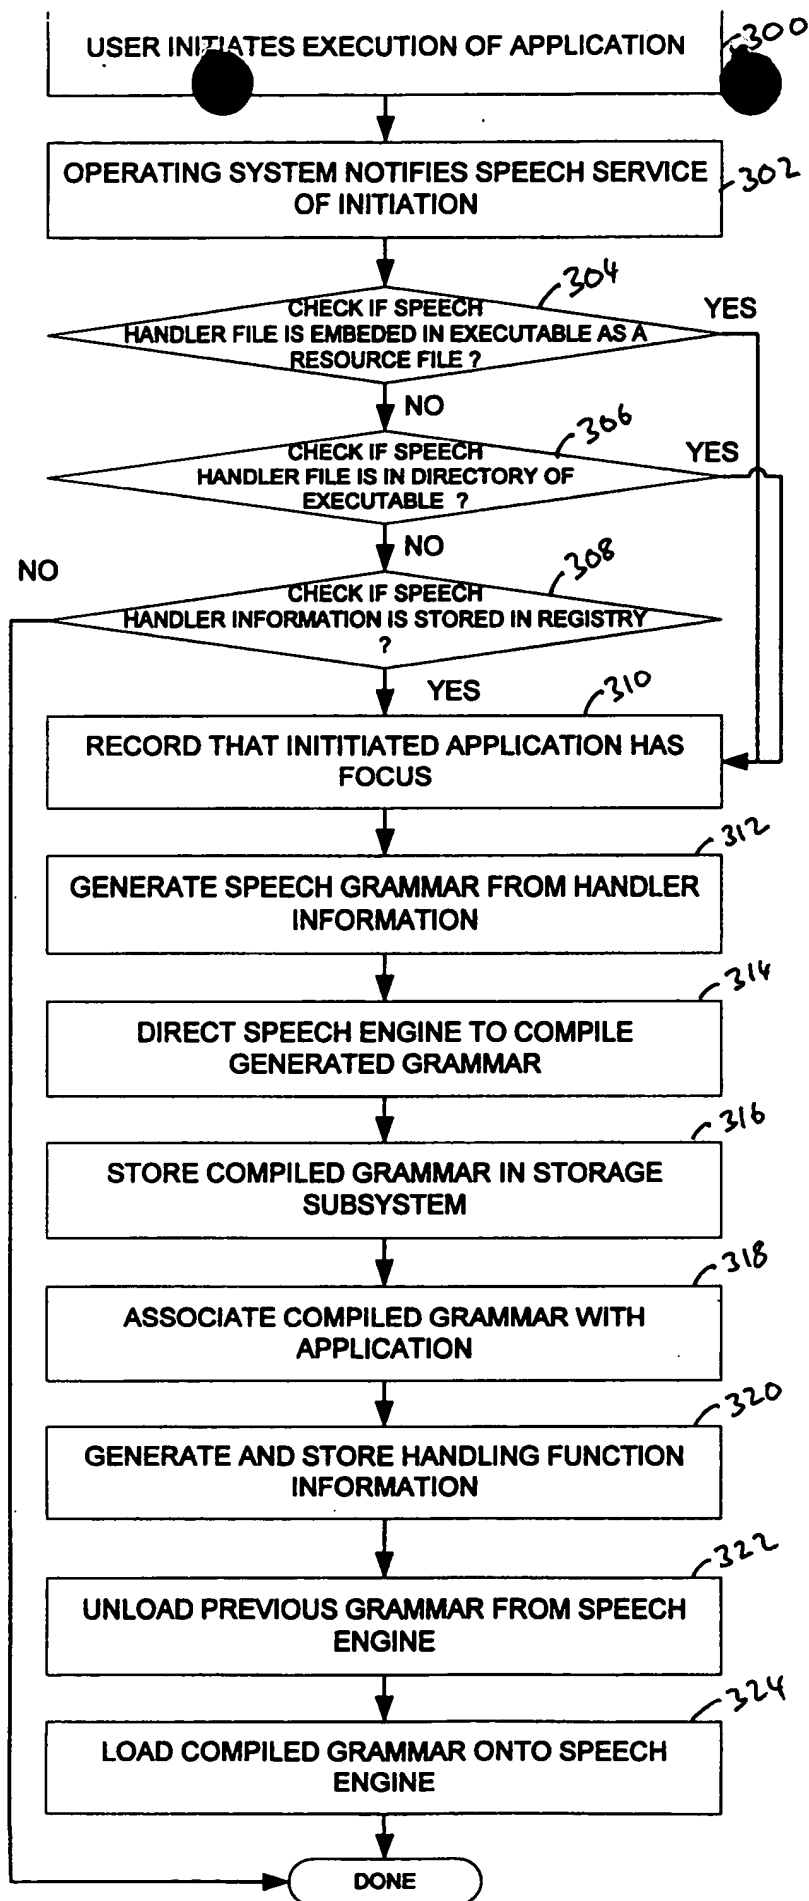 USER INITIATES EXECUTION OF APPLICATION
300
OPERATING SYSTEM NOTIFIES SPEECH SERVICE
OF INITIATION
302
304
CHECK IF SPEECH
HANDLER FILE IS EMBEDED IN EXECUTABLE AS A
RESOURCE FILE ?
YES
NO
306
CHECK IF SPEECH
HANDLER FILE IS IN DIRECTORY OF
EXECUTABLE ?
YES
NO
308
NO
CHECK IF SPEECH
HANDLER INFORMATION IS STORED IN REGISTRY
?
YES
310
RECORD THAT INITITIATED APPLICATION HAS
FOCUS
312
GENERATE SPEECH GRAMMAR FROM HANDLER
INFORMATION
314
DIRECT SPEECH ENGINE TO COMPILE
GENERATED GRAMMAR
316
STORE COMPILED GRAMMAR IN STORAGE
SUBSYSTEM
318
ASSOCIATE COMPILED GRAMMAR WITH
APPLICATION
320
GENERATE AND STORE HANDLING FUNCTION
INFORMATION
322
UNLOAD PREVIOUS GRAMMAR FROM SPEECH
ENGINE
324
LOAD COMPILED GRAMMAR ONTO SPEECH
ENGINE
DONE